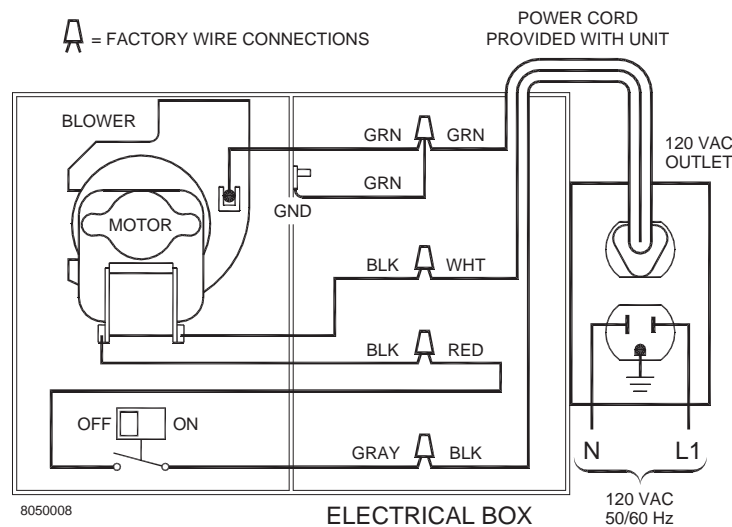 = FACTORY WIRE CONNECTIONS
POWER CORD
PROVIDED WITH UNIT
BLOWER
MOTOR
GRN GRN
GRN
GND
120 VAC
OUTLET
BLK WHT
BLK RED
OFF ON
GRAY BLK
N L1
120 VAC
50/60 Hz
8050008
ELECTRICAL BOX